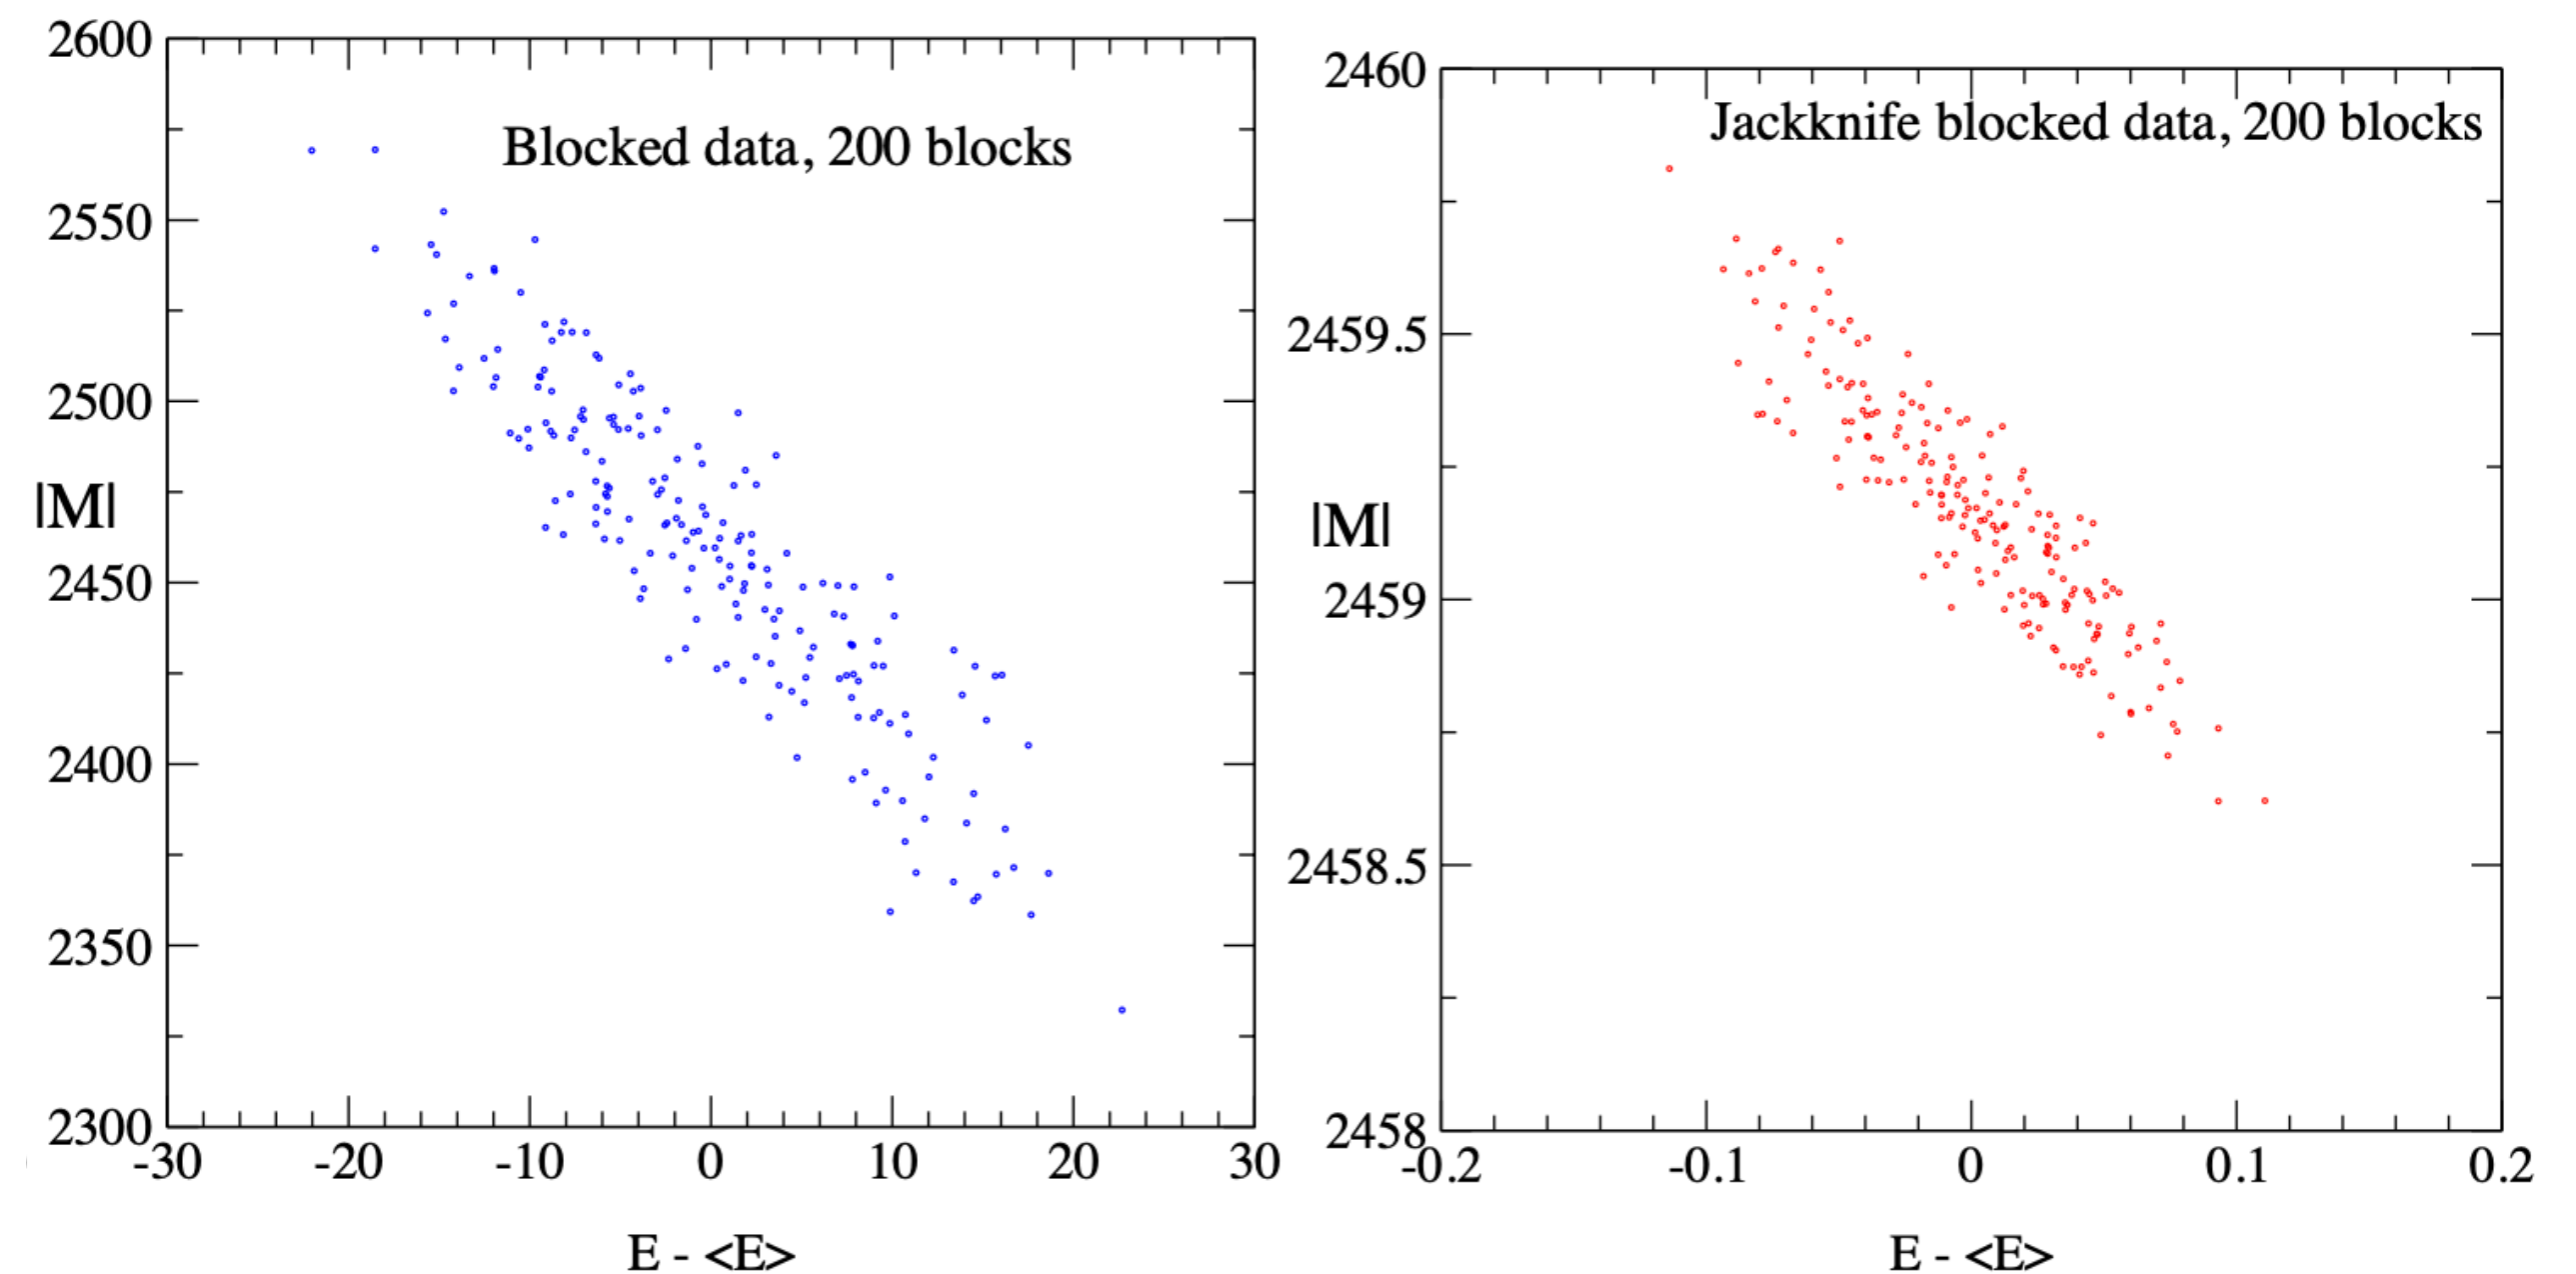 2600
Blocked data, 200 blocks
2550
2500
|M|
2450
2400
2350
2300
-30 -20 -10 0 10 20 30
E - <E>
2460
Jackknife blocked data, 200 blocks
2459.5
|M|
2459
2458.5
2458
-0.2 -0.1 0 0.1 0.2
E - <E>